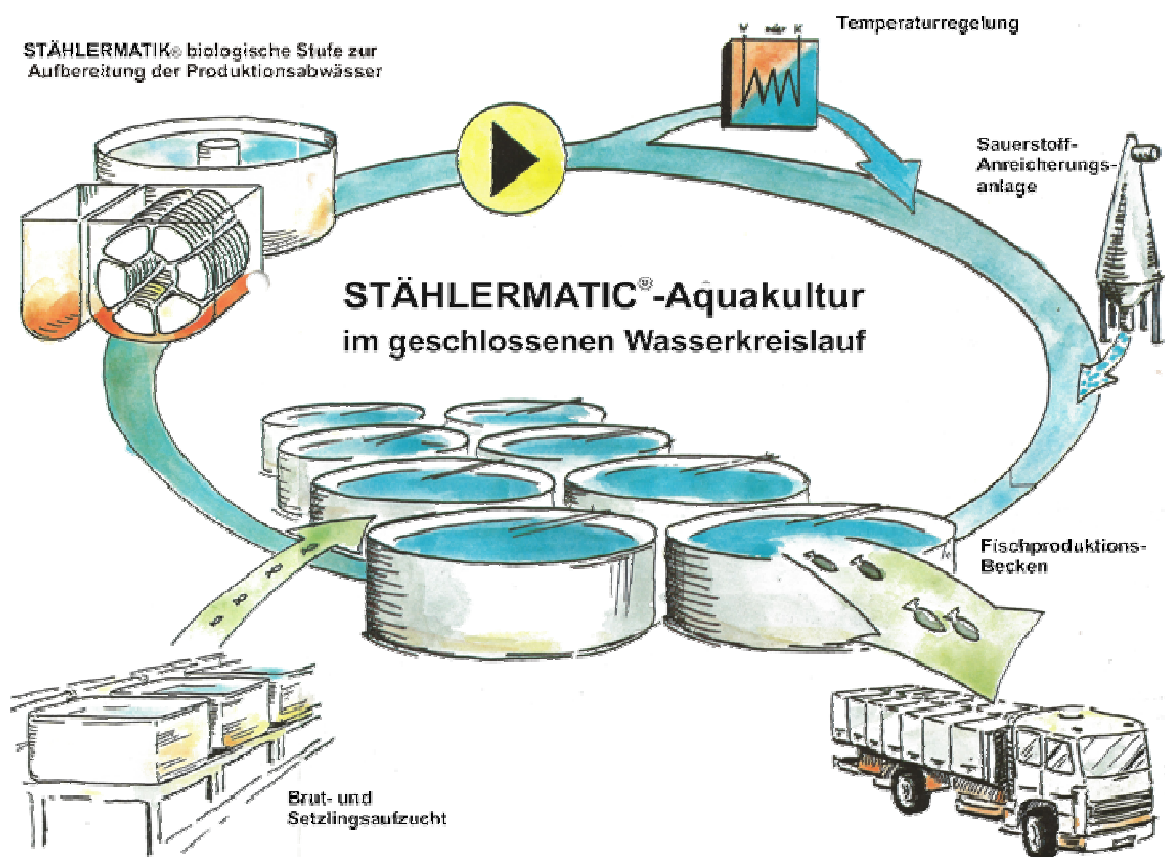 Temperaturregelung
STÄHLERMATIK® biologische Stufe zur
Aufbereitung der Produktionsabwässer
W oder K
Sauerstoff-
Anreicherungs-
anlage
STÄHLERMATIC®-Aquakultur
im geschlossenen Wasserkreislauf
Fischproduktions-
Becken
Brut- und
Setzlingsaufzucht